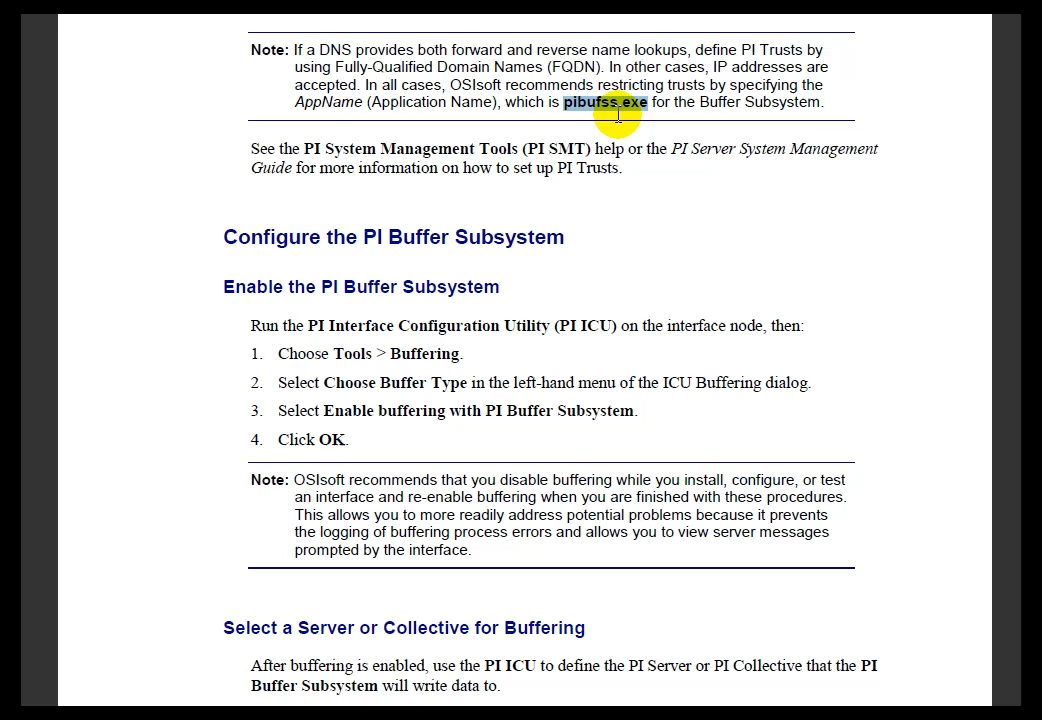 Note: If a DNS provides both forward and reverse name lookups, define PI Trusts by
using Fully-Qualified Domain Names (FQDN). In other cases, IP addresses are
accepted. In all cases, OSIsoft recommends restricting trusts by specifying the
AppName (Application Name), which is pibufss.exe for the Buffer Subsystem.
See the PI System Management Tools (PI SMT) help or the PI Server System Management
Guide for more information on how to set up PI Trusts.
Configure the PI Buffer Subsystem
Enable the PI Buffer Subsystem
Run the PI Interface Configuration Utility (PI ICU) on the interface node, then:
1. Choose Tools > Buffering.
2. Select Choose Buffer Type in the left-hand menu of the ICU Buffering dialog.
3. Select Enable buffering with PI Buffer Subsystem.
4. Click OK.
Note: OSIsoft recommends that you disable buffering while you install, configure, or test
an interface and re-enable buffering when you are finished with these procedures.
This allows you to more readily address potential problems because it prevents
the logging of buffering process errors and allows you to view server messages
prompted by the interface.
Select a Server or Collective for Buffering
After buffering is enabled, use the PI ICU to define the PI Server or PI Collective that the PI
Buffer Subsystem will write data to.